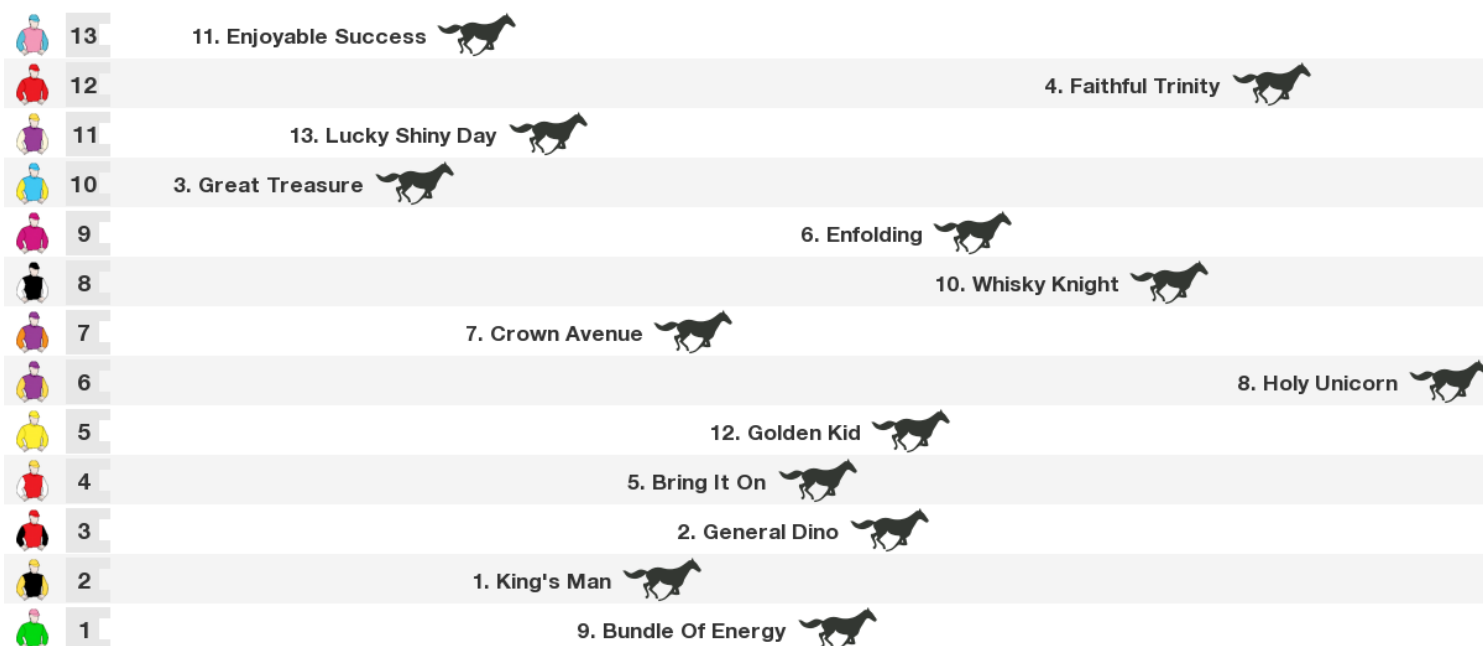 13 11. Enjoyable Success
12 4. Faithful Trinity
11 13. Lucky Shiny Day
10 3. Great Treasure
9 6. Enfolding
8 10. Whisky Knight
7 7. Crown Avenue
6 8. Holy Unicorn
5 12. Golden Kid
4 5. Bring It On
3 2. General Dino
2 1. King's Man
1 9. Bundle Of Energy